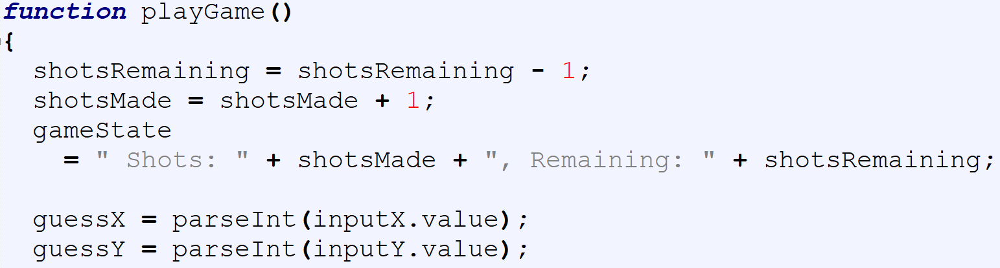 function playGame()
{
shotsRemaining = shotsRemaining - 1;
shotsMade = shotsMade + 1;
gameState
= " Shots: " + shotsMade + ", Remaining: " + shotsRemaining;
guessX = parseInt(inputX.value);
guessY = parseInt(inputY.value);